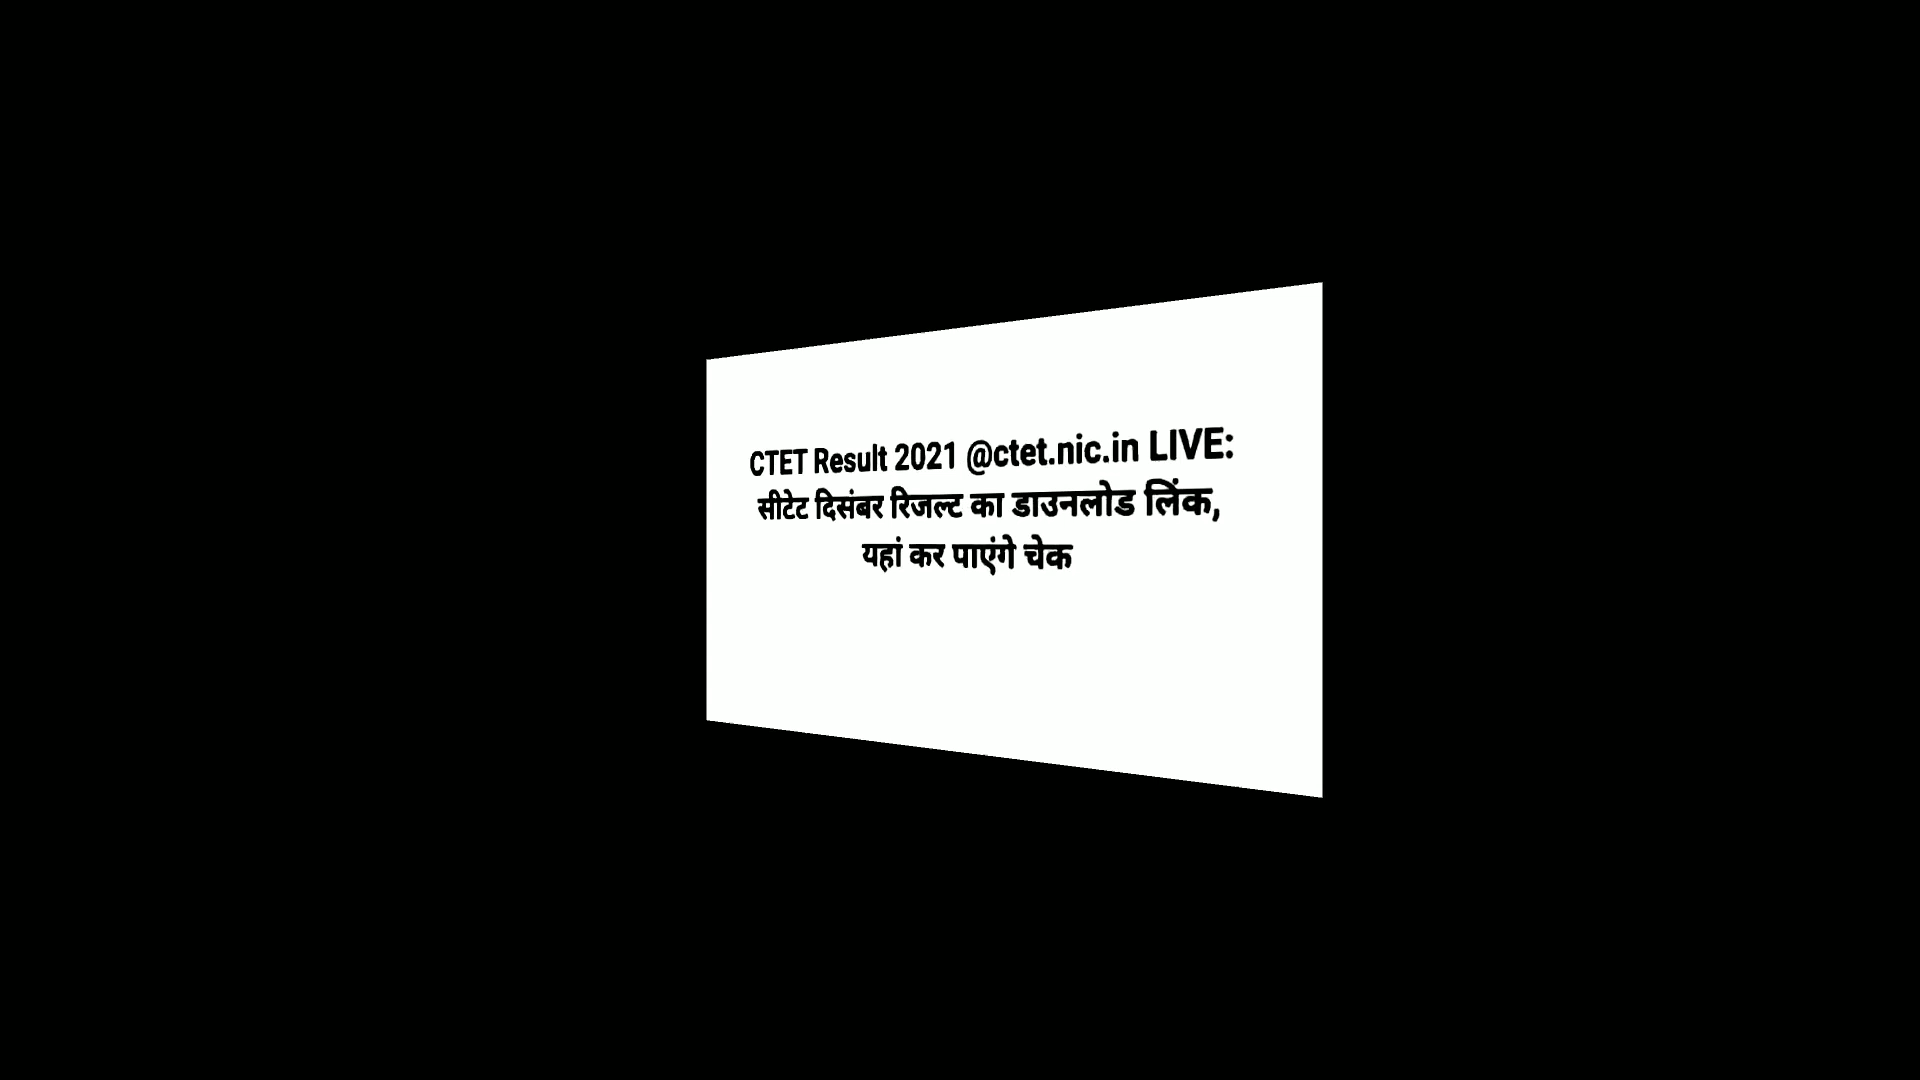 CTET Result 2021 @ctet.nic.in LIVE:
सीटेट दिसंबर रिजल्ट का डाउनलोड लिंक,
यहां कर पाएंगे चेक